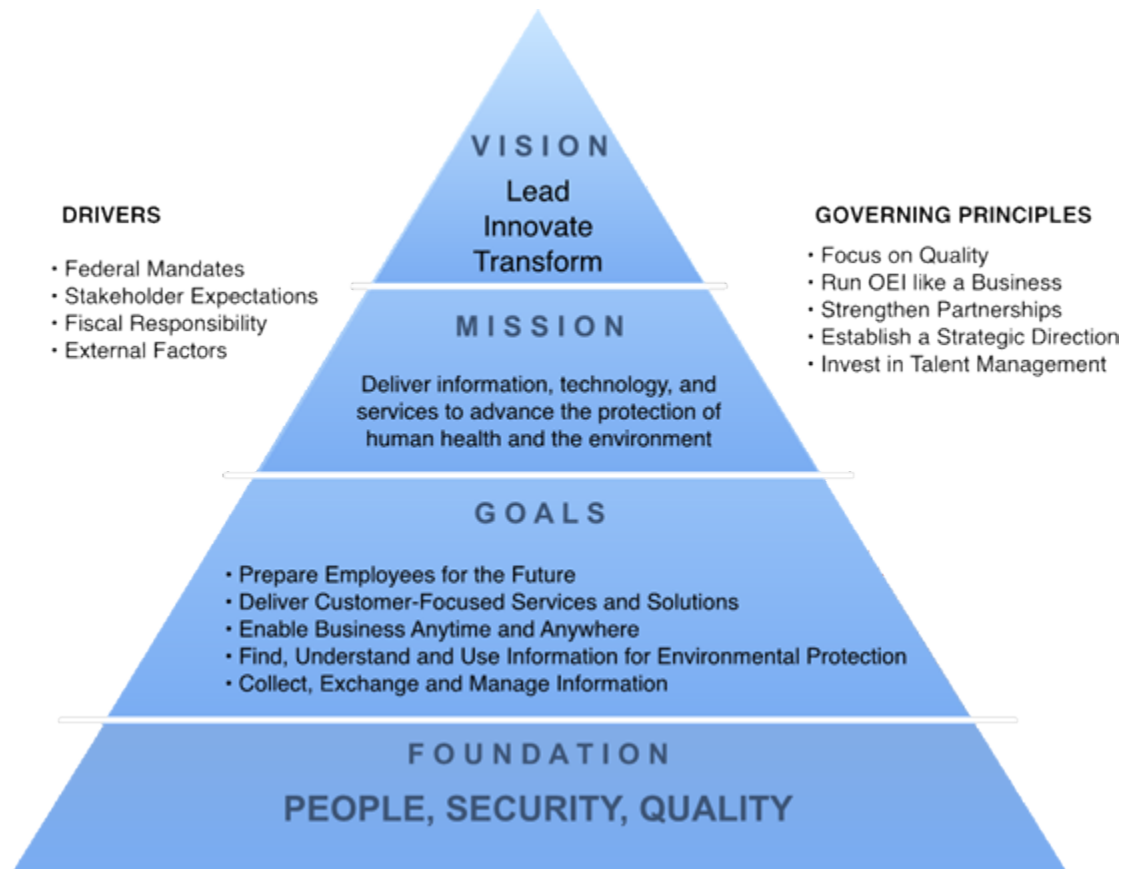 VISION
Lead
Innovate
Transform
DRIVERS
• Federal Mandates
• Stakeholder Expectations
• Fiscal Responsibility
• External Factors
GOVERNING PRINCIPLES
• Focus on Quality
• Run OEI like a Business
• Strengthen Partnerships
• Establish a Strategic Direction
• Invest in Talent Management
MISSION
Deliver information, technology, and
services to advance the protection of
human health and the environment
GOALS
• Prepare Employees for the Future
• Deliver Customer-Focused Services and Solutions
• Enable Business Anytime and Anywhere
• Find, Understand and Use Information for Environmental Protection
• Collect, Exchange and Manage Information
FOUNDATION
PEOPLE, SECURITY, QUALITY